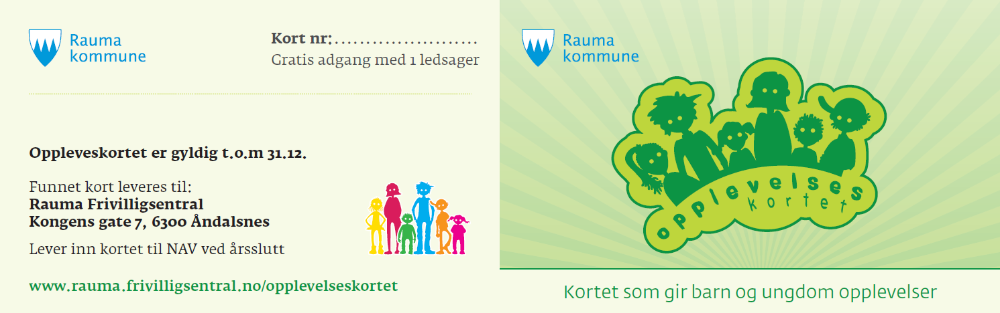 Rauma
kommune
Kort nr:......................
Gratis adgang med 1 ledsager
Oppleveskortet er gyldig t.o.m 31.12.
Funnet kort leveres til:
Rauma Frivilligsentral
Kongens gate 7, 6300 Åndalsnes
Lever inn kortet til NAV ved årsslutt
www.rauma.frivilligsentral.no/opplevelseskortet
Rauma
kommune
opplevelses
kortet
Kortet som gir barn og ungdom opplevelser